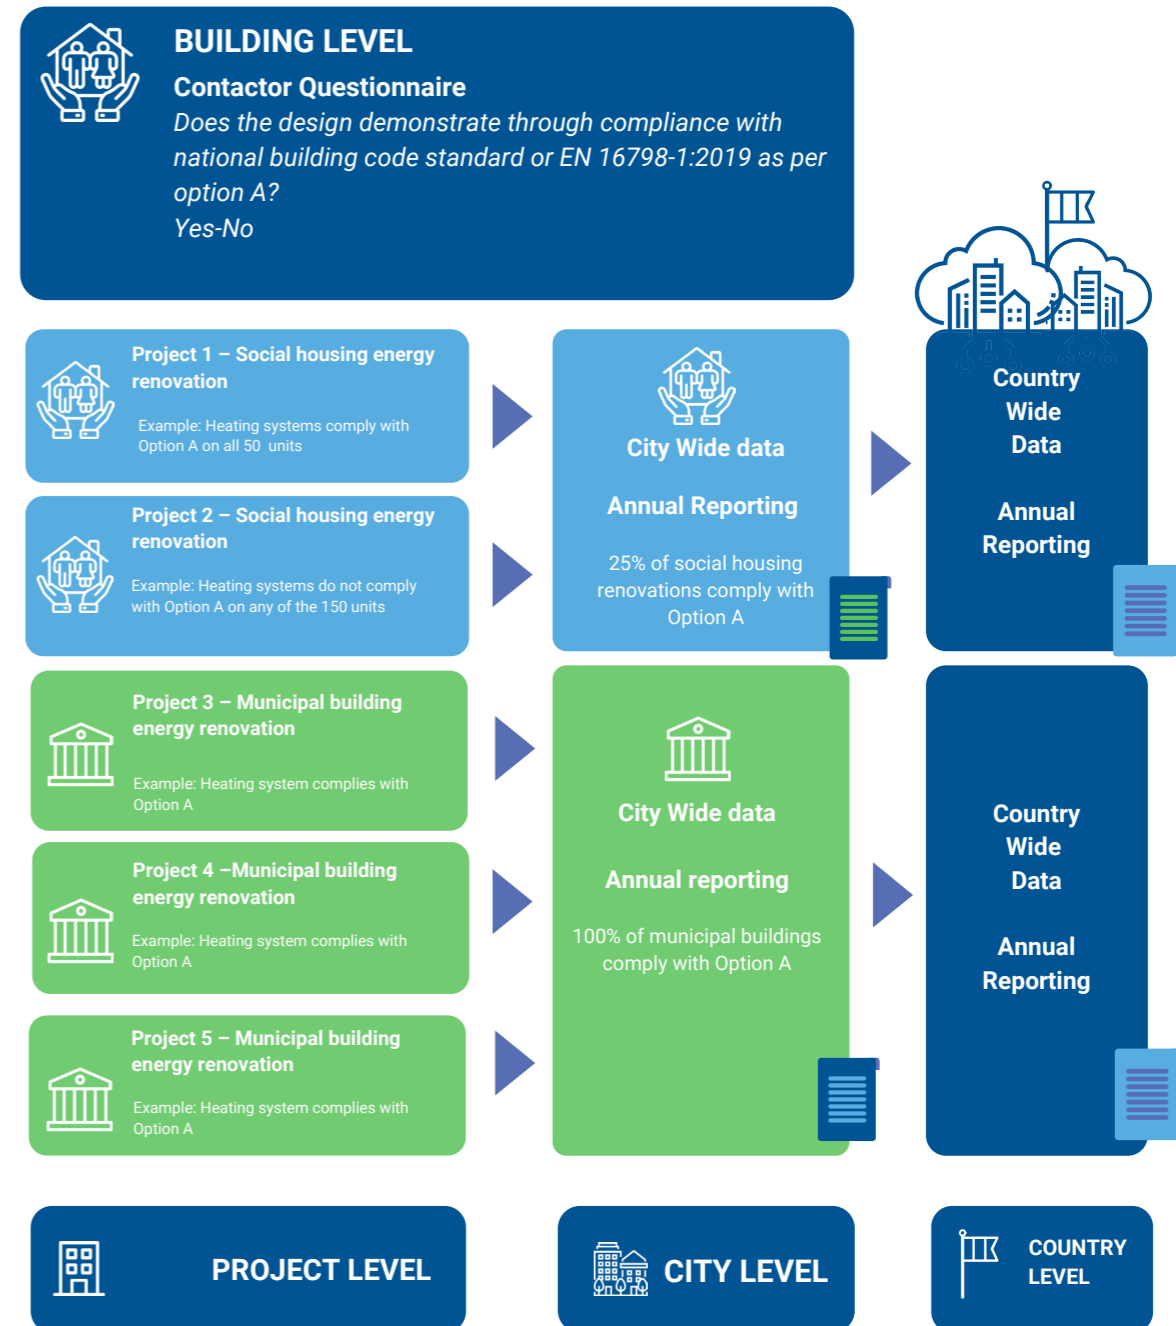 BUILDING LEVEL
Contactor Questionnaire
Does the design demonstrate through compliance with
national building code standard or EN 16798-1:2019 as per
option A?
Yes-No
Project 1 – Social housing energy
renovation
Example: Heating systems comply with
Option A on all 50 units
Project 2 – Social housing energy
renovation
Example: Heating systems do not comply
with Option A on any of the 150 units
City Wide data
Annual Reporting
25% of social housing
renovations comply with
Option A
Country
Wide
Data
Annual
Reporting
Project 3 – Municipal building
energy renovation
Example: Heating system complies with
Option A
Project 4 –Municipal building
energy renovation
Example: Heating system complies with
Option A
Project 5 – Municipal building
energy renovation
Example: Heating system complies with
Option A
City Wide data
Annual reporting
100% of municipal buildings
comply with Option A
Country
Wide
Data
Annual
Reporting
PROJECT LEVEL
CITY LEVEL
COUNTRY
LEVEL